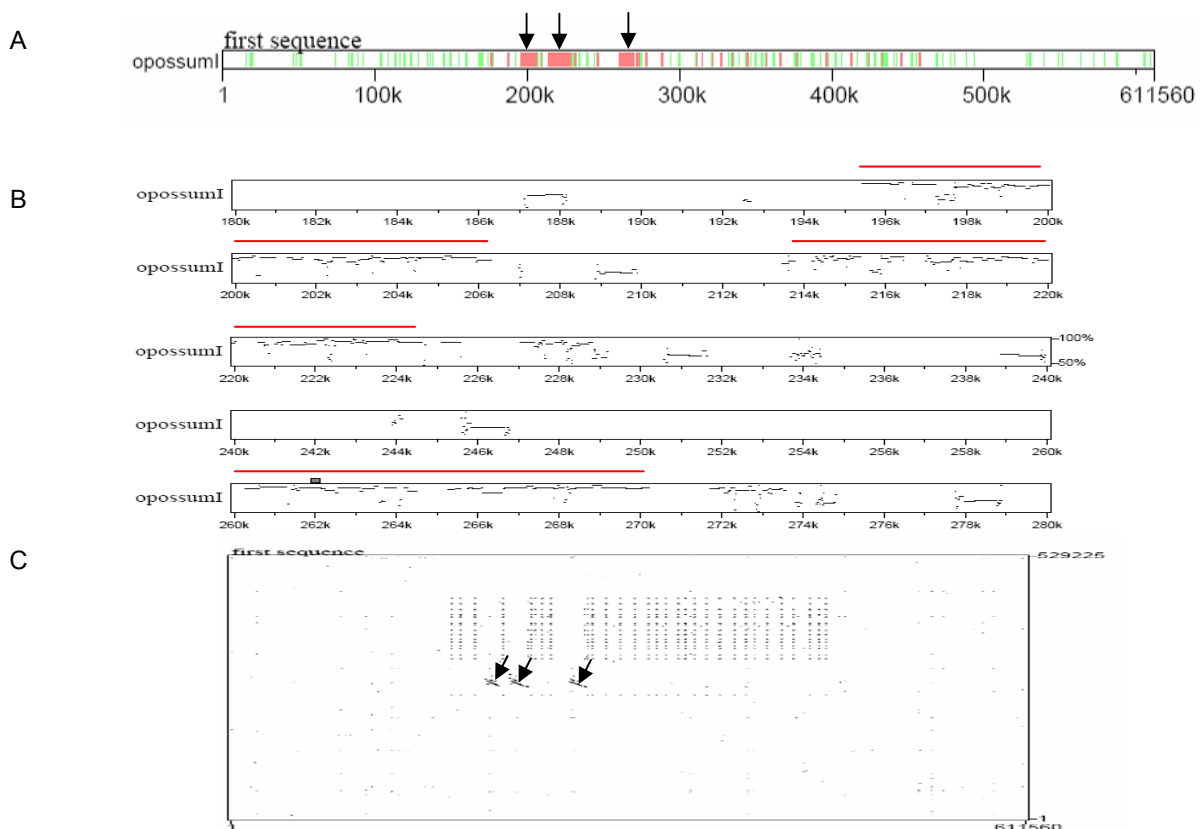 A
first sequence
opossumI
1 100k 200k 300k 400k 500k 611560
B
opossumI
180k 182k 184k 186k 188k 190k 192k 194k 196k 198k 200k
opossumI
200k 202k 204k 206k 208k 210k 212k 214k 216k 218k 220k
opossumI
100%
50%
220k 222k 224k 226k 228k 230k 232k 234k 236k 238k 240k
opossumI
240k 242k 244k 246k 248k 250k 252k 254k 256k 258k 260k
opossumI
260k 262k 264k 266k 268k 270k 272k 274k 276k 278k 280k
C
first sequence
529225
1
1 611560